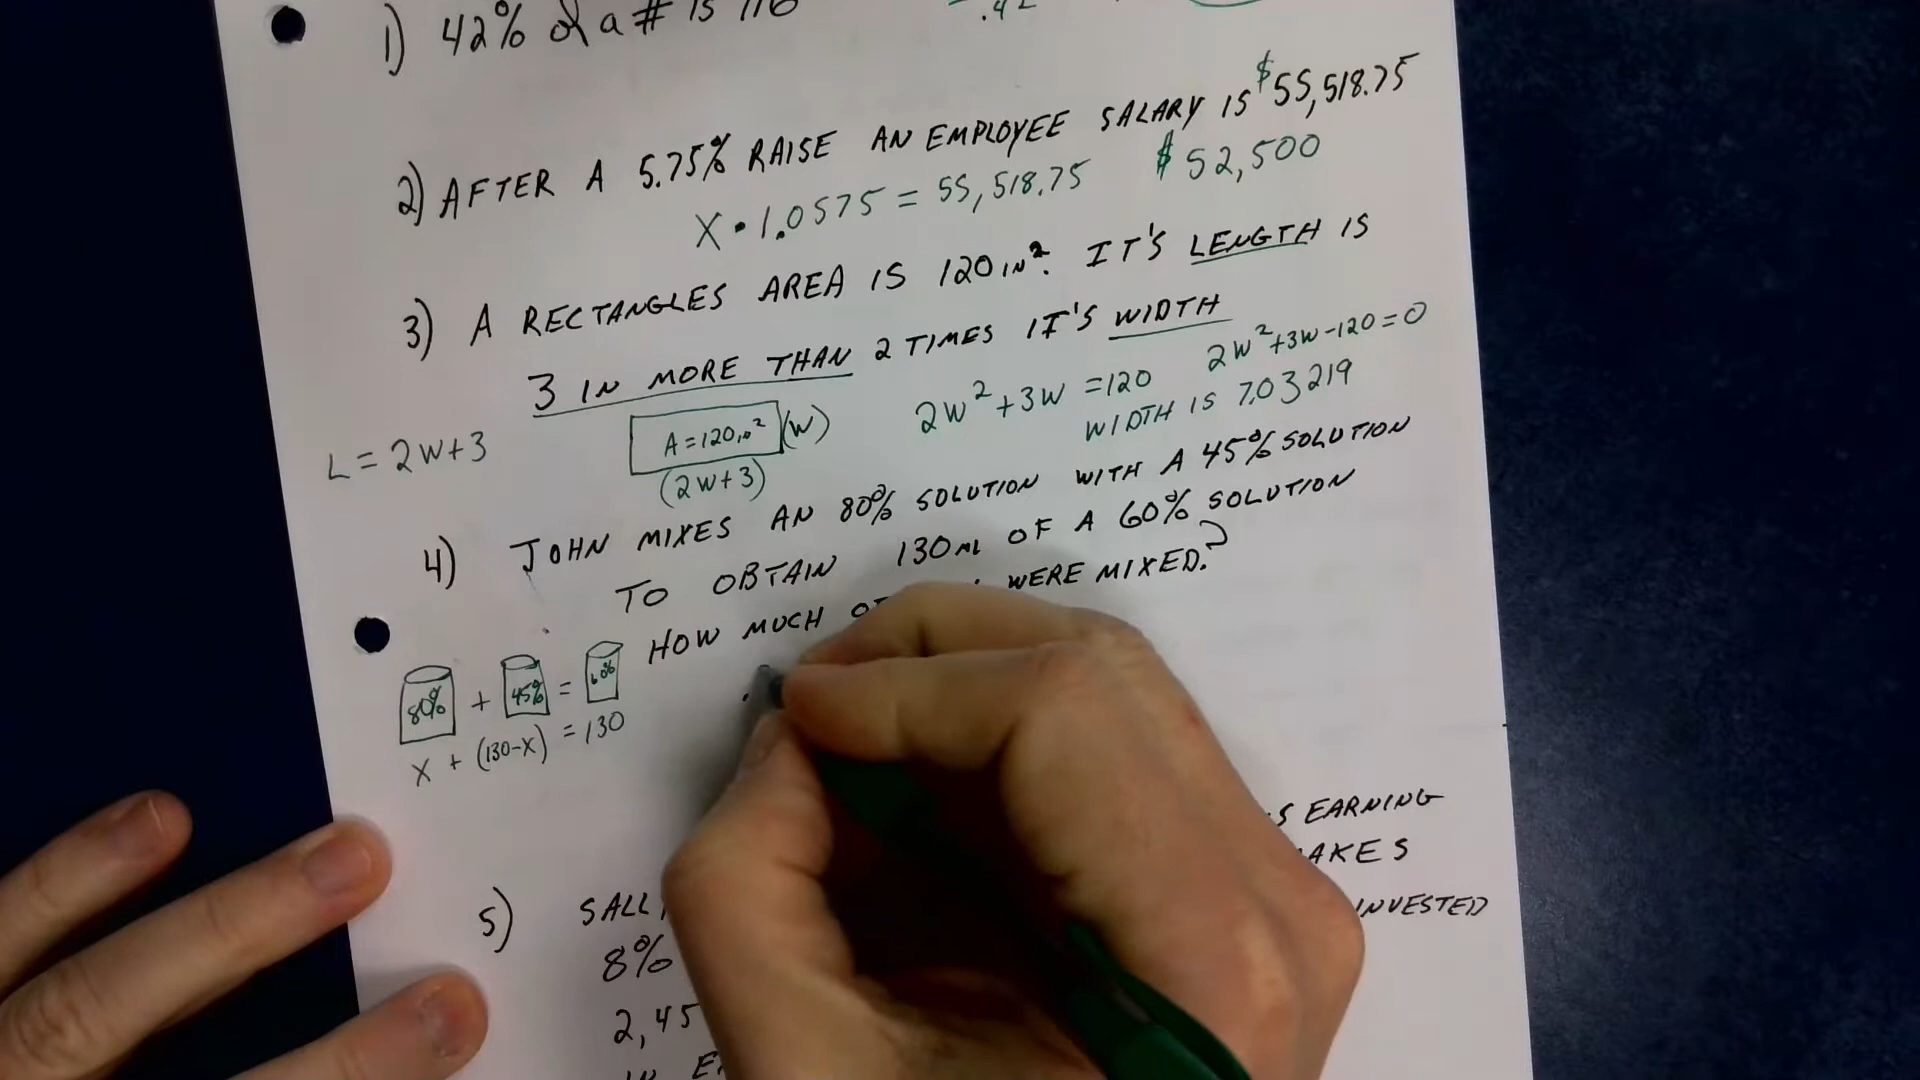 1) 42% of a # is 116
.42
2) AFTER A 5.75% RAISE AN EMPLOYEE SALARY IS $55,518.75
X • 1.0575 = 55,518.75 $52,500
3) A RECTANGLES AREA IS 120 IN². IT'S LENGTH IS
3 IN MORE THAN 2 TIMES IT'S WIDTH
2W²+3W-120=0
2W²+3W =120
WIDTH IS 7.03219
L = 2W+3
A=120IN² (W)
(2W+3)
4) JOHN MIXES AN 80% SOLUTION WITH A 45% SOLUTION
TO OBTAIN 130ML OF A 60% SOLUTION
HOW MUCH WERE MIXED?
80% + 45% = 60%
X + (130-X) = 130
EARNING
5) SALL
INVESTED
8%
2,45